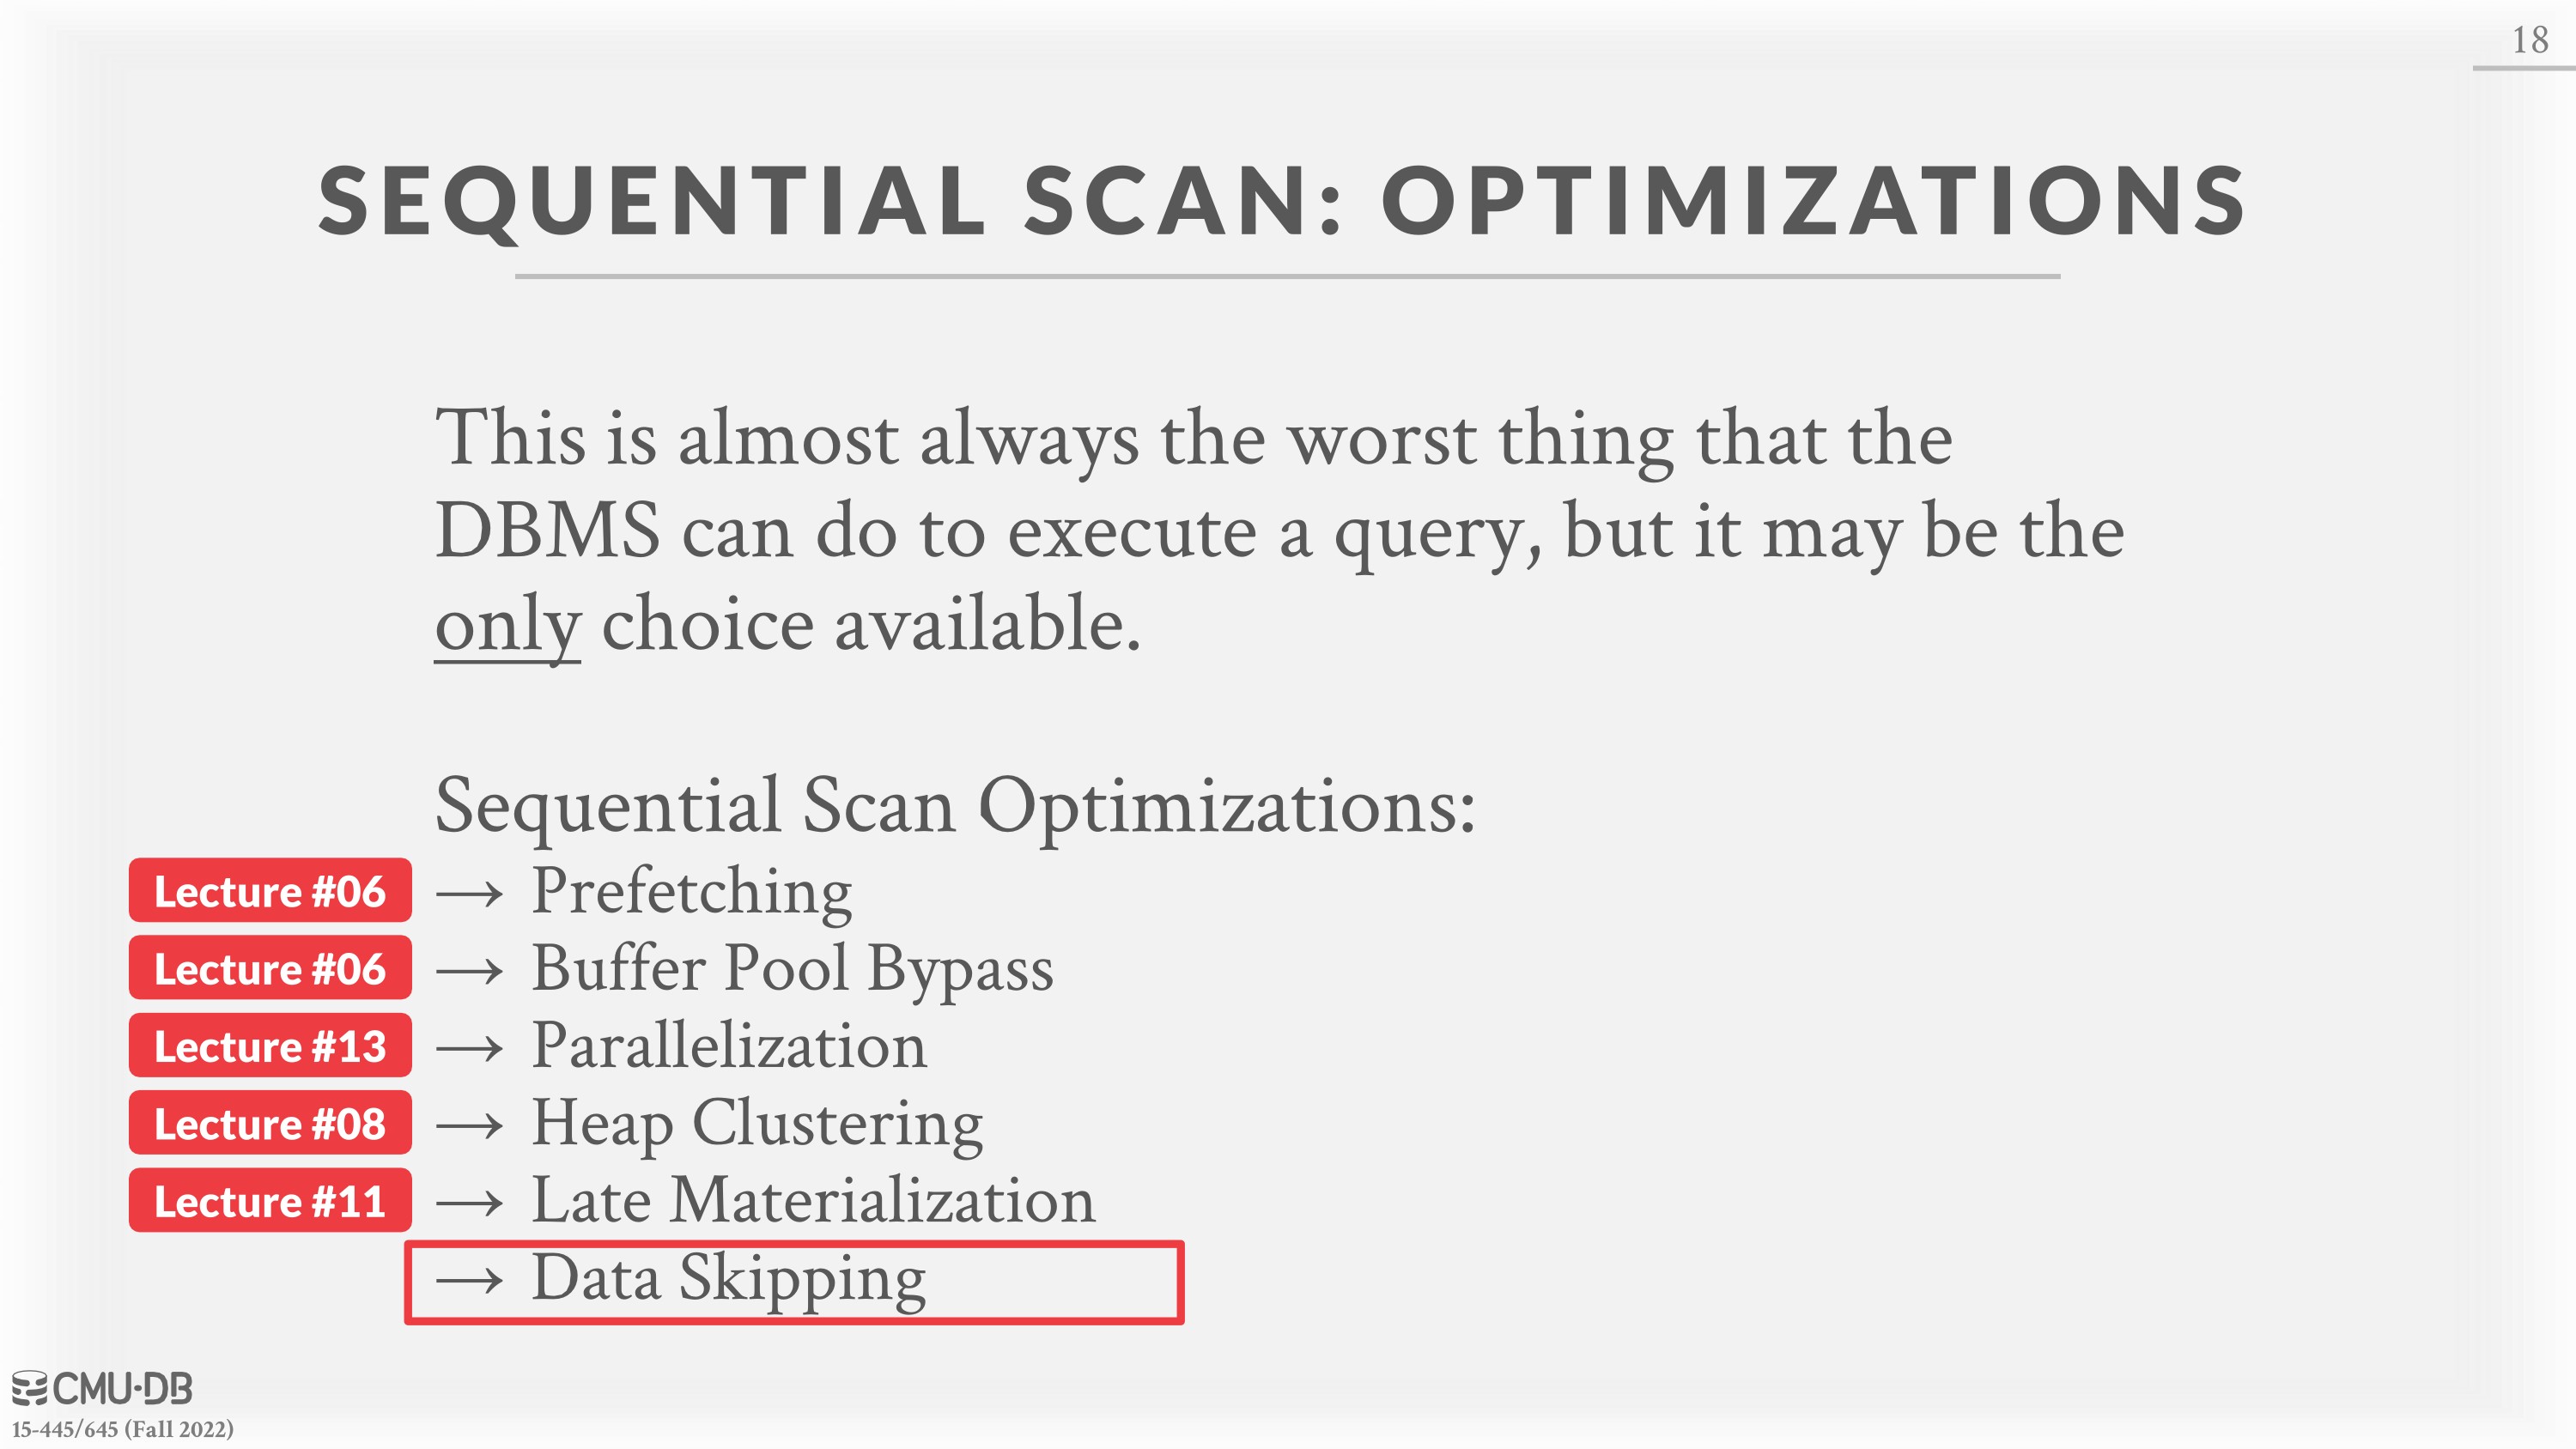 18
SEQUENTIAL SCAN: OPTIMIZATIONS
This is almost always the worst thing that the
DBMS can do to execute a query, but it may be the
only choice available.
Sequential Scan Optimizations:
Lecture #06 → Prefetching
Lecture #06 → Buffer Pool Bypass
Lecture #13 → Parallelization
Lecture #08 → Heap Clustering
Lecture #11 → Late Materialization
→ Data Skipping
CMU·DB
15-445/645 (Fall 2022)